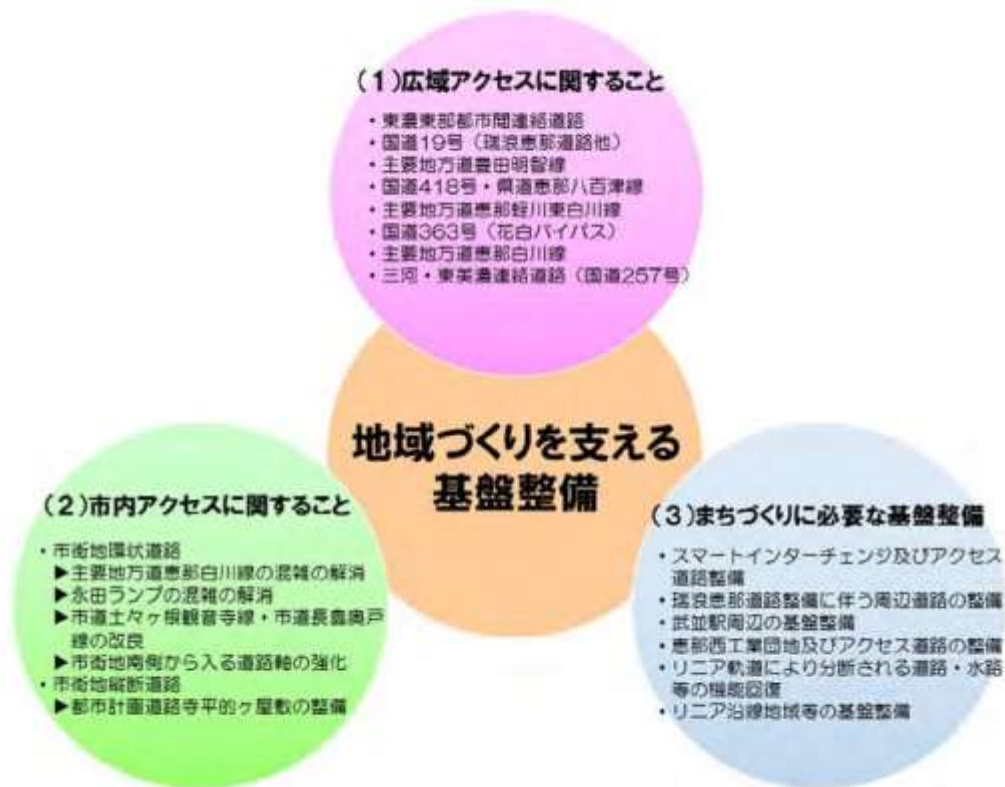 (1)広域アクセスに関すること
・東濃東部都市間連絡道路
・国道19号(瑞浪恵那道路他)
・主要地方道豊田明智線
・国道418号・県道恵那八百津線
・主要地方道恵那蛭川東白川線
・国道363号(花白バイパス)
・主要地方道恵那白川線
・三河・東美濃連絡道路(国道257号)
地域づくりを支える
基盤整備
(2)市内アクセスに関すること
・市街地環状道路
▶主要地方道恵那白川線の混雑の解消
▶永田ランプの混雑の解消
▶市道土々ヶ根観音寺線・市道長島奥戸
線の改良
▶市街地南側から入る道路軸の強化
・市街地縦断道路
▶都市計画道路寺平的ヶ屋敷の整備
(3)まちづくりに必要な基盤整備
・スマートインターチェンジ及びアクセス
道路整備
・瑞浪恵那道路整備に伴う周辺道路の整備
・武並駅周辺の基盤整備
・恵那西工業団地及びアクセス道路の整備
・リニア軌道により分断される道路・水路
等の機能回復
・リニア沿線地域等の基盤整備